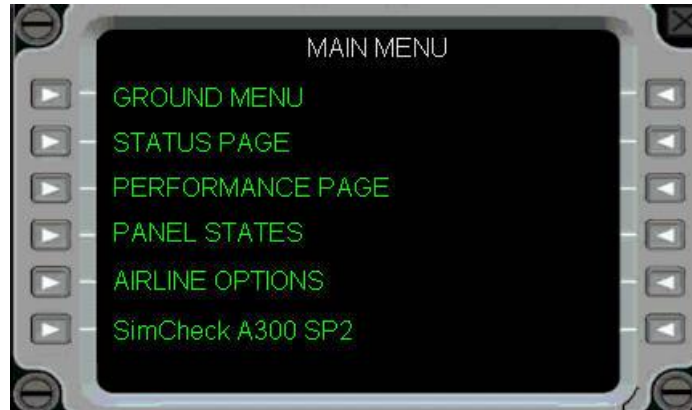 MAIN MENU
GROUND MENU
STATUS PAGE
PERFORMANCE PAGE
PANEL STATES
AIRLINE OPTIONS
SimCheck A300 SP2